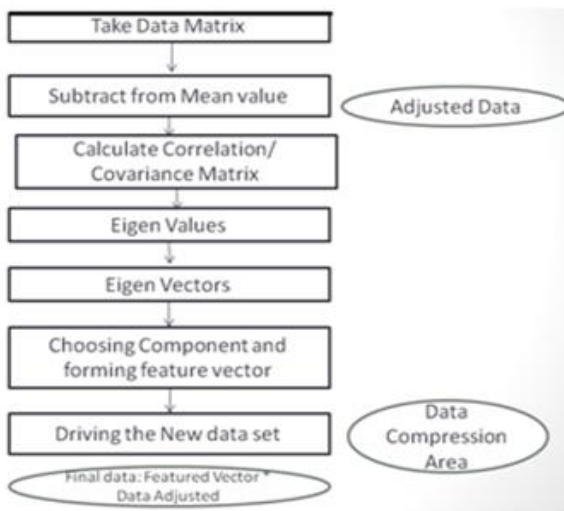 Take Data Matrix
Subtract from Mean value
Adjusted Data
Calculate Correlation/
Covariance Matrix
Eigen Values
Eigen Vectors
Choosing Component and
forming feature vector
Driving the New data set
Data
Compression
Area
Final data: Featured Vector *
Data Adjusted